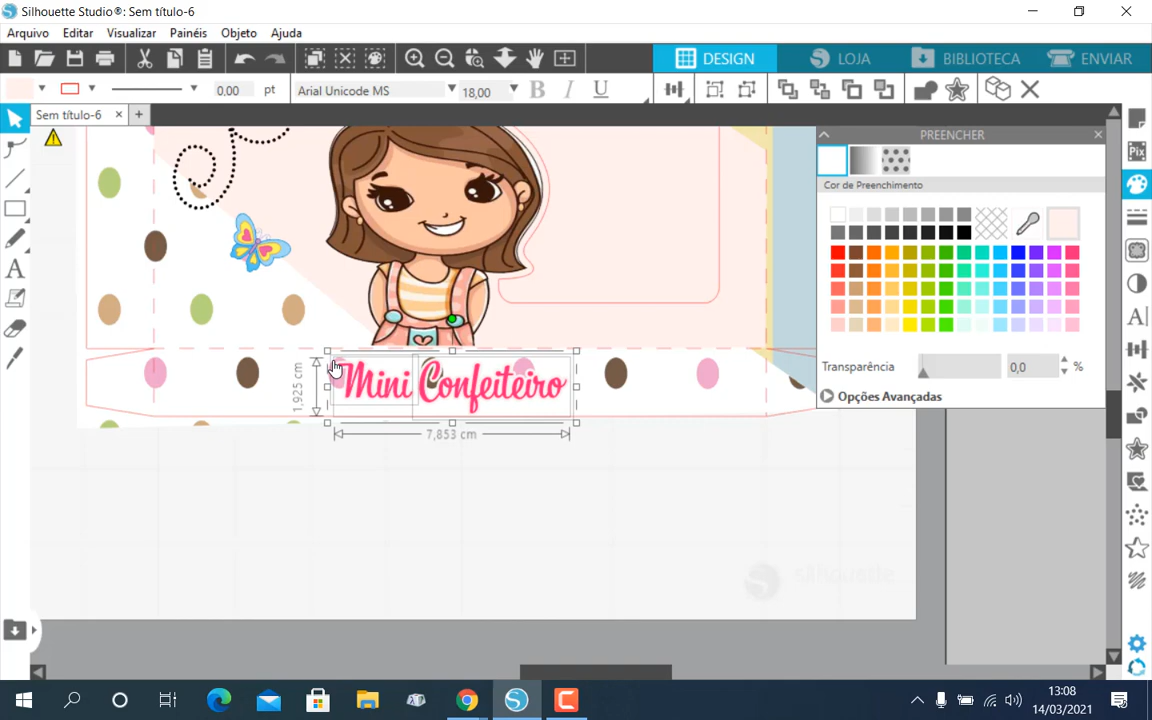 Silhouette Studio®: Sem título-6
Arquivo Editar Visualizar Painéis Objeto Ajuda
DESIGN LOJA BIBLIOTECA ENVIAR
0,00 pt Arial Unicode MS 18,00 B I U
Sem título-6 × +
PREENCHER
Cor de Preenchimento
Pix
A
A
Transparência 0,0 %
Opções Avançadas
1,925 cm
Mini Confeiteiro
7,853 cm
silhouette
13:08
14/03/2021